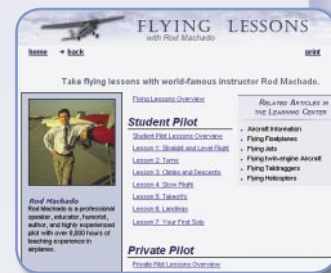 FLYING LESSONS
with Rod Machado
home
back
print
Take flying lessons with world-famous instructor Rod Machado.
Flying Lessons Overview
Student Pilot
Student Pilot Lessons Overview
Lesson 1: Straight and Level Flight
Lesson 2: Turns
Lesson 3: Climbs and Descents
Lesson 4: Slow Flight
Lesson 5: Takeoffs
Lesson 6: Landings
Lesson 7: Your First Solo
Private Pilot
Private Pilot Lessons Overview
RELATED ARTICLES IN
THE LEARNING CENTER
Aircraft Information
Flying Floatplanes
Flying Jets
Flying Twin-engine Aircraft
Flying Taildraggers
Flying Helicopters
Rod Machado
Rod Machado is a professional
speaker, educator, humorist,
author, and highly experienced
pilot with over 8,000 hours of
teaching experience in
airplanes.